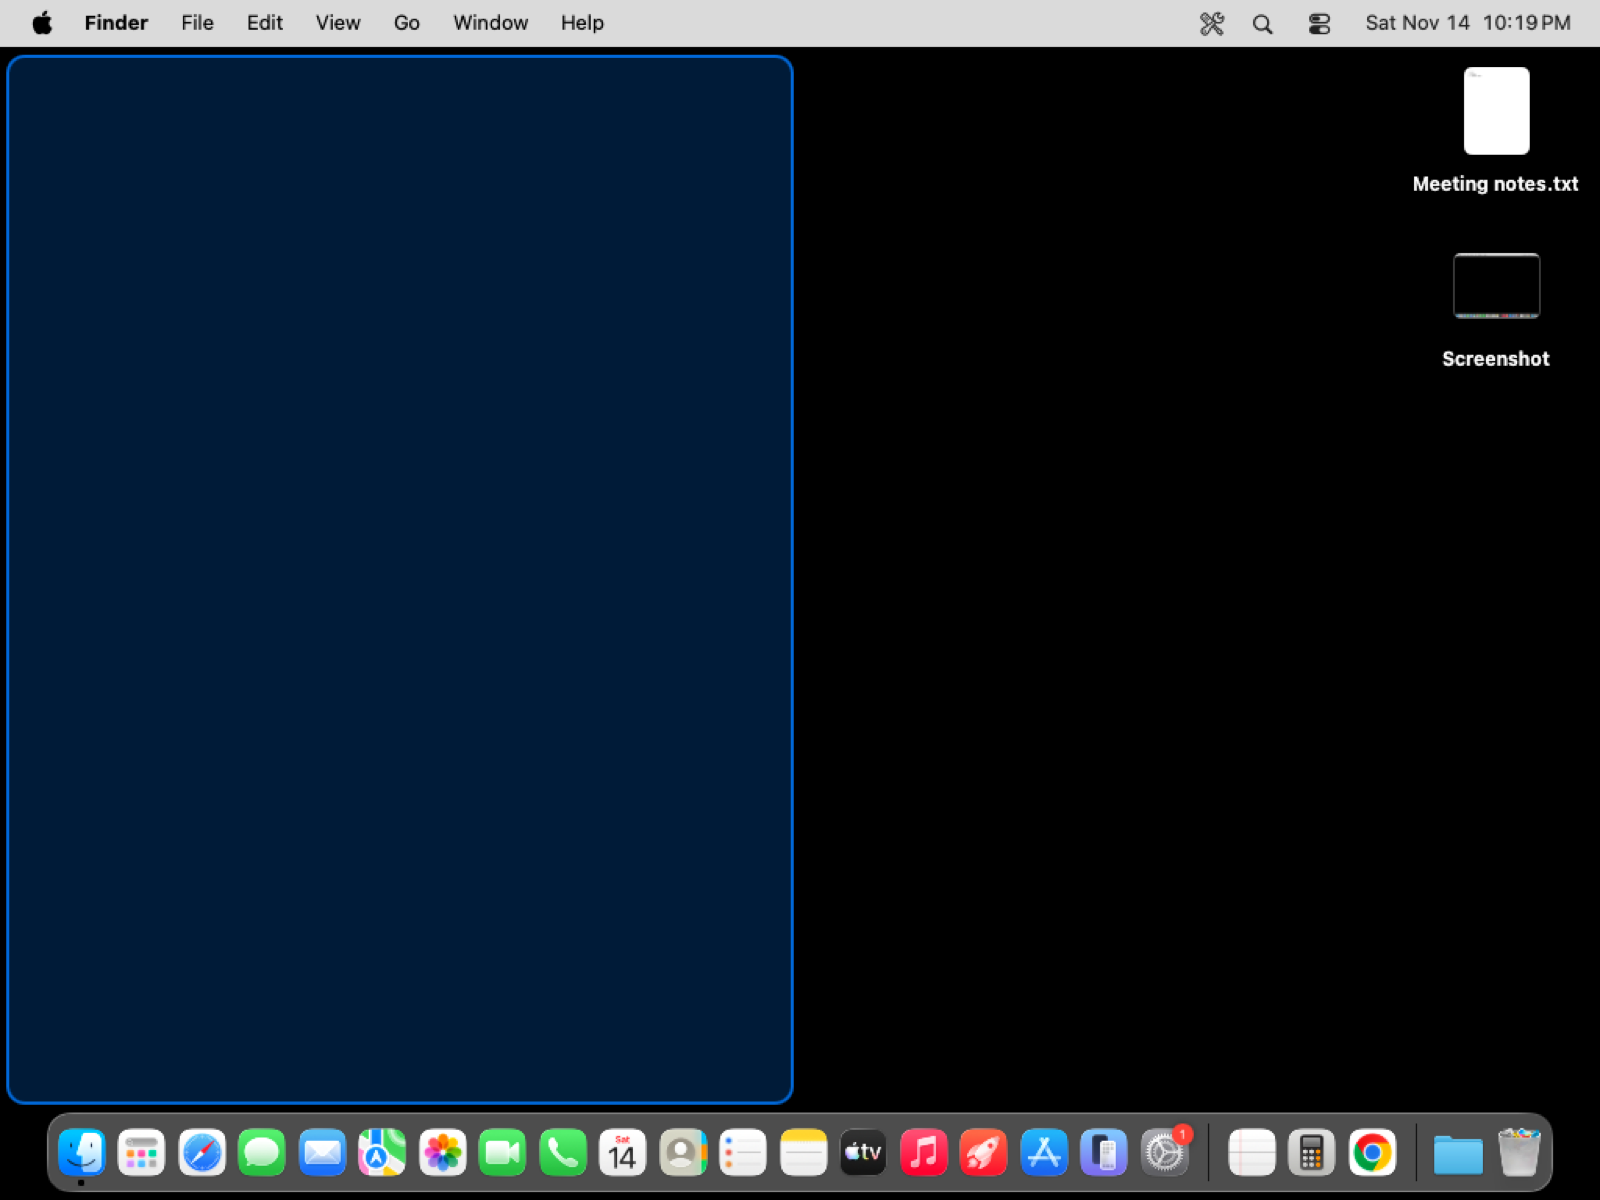 Finder File Edit View Go Window Help Sat Nov 14 10:19 PM
Meeting notes.txt
Screenshot
Sat
14
tv
1